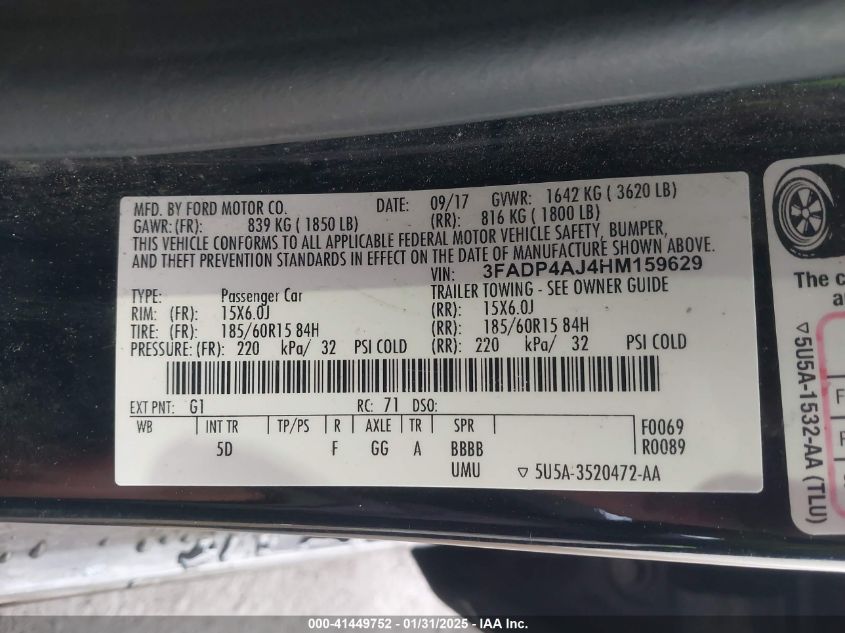 MFD. BY FORD MOTOR CO. DATE: 09/17 GVWR: 1642 KG ( 3620 LB)
GAWR: (FR): 839 KG ( 1850 LB) (RR): 816 KG ( 1800 LB)
THIS VEHICLE CONFORMS TO ALL APPLICABLE FEDERAL MOTOR VEHICLE SAFETY, BUMPER,
AND THEFT PREVENTION STANDARDS IN EFFECT ON THE DATE OF MANUFACTURE SHOWN ABOVE.
VIN: 3FADP4AJ4HM159629
TYPE: Passenger Car TRAILER TOWING - SEE OWNER GUIDE
RIM: (FR): 15X6.0J (RR): 15X6.0J
TIRE: (FR): 185/60R15 84H (RR): 185/60R15 84H
PRESSURE: (FR): 220 kPa/ 32 PSI COLD (RR): 220 kPa/ 32 PSI COLD
EXT PNT: G1 RC: 71 DSO:
WB INT TR TP/PS R AXLE TR SPR F0069
5D F GG A BBBB R0089
UMU ▽ 5U5A-3520472-AA
The c
a
▽ 5U5A-1532-AA (TLU)
F
000-41449752 — 01/31/2025 — IAA Inc.